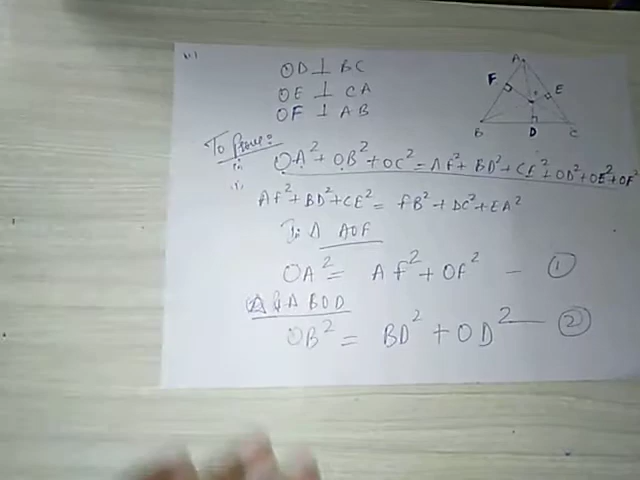 OD ⊥ BC
OE ⊥ CA
OF ⊥ AB
A
F
E
B
D
C
To Prove:
i) OA² + OB² + OC² = AF² + BD² + CE² + OD² + OE² + OF²
ii) AF² + BD² + CE² = FB² + DC² + EA²
In Δ AOF
OA² = AF² + OF² — ①
Δ BOD
OB² = BD² + OD² — ②